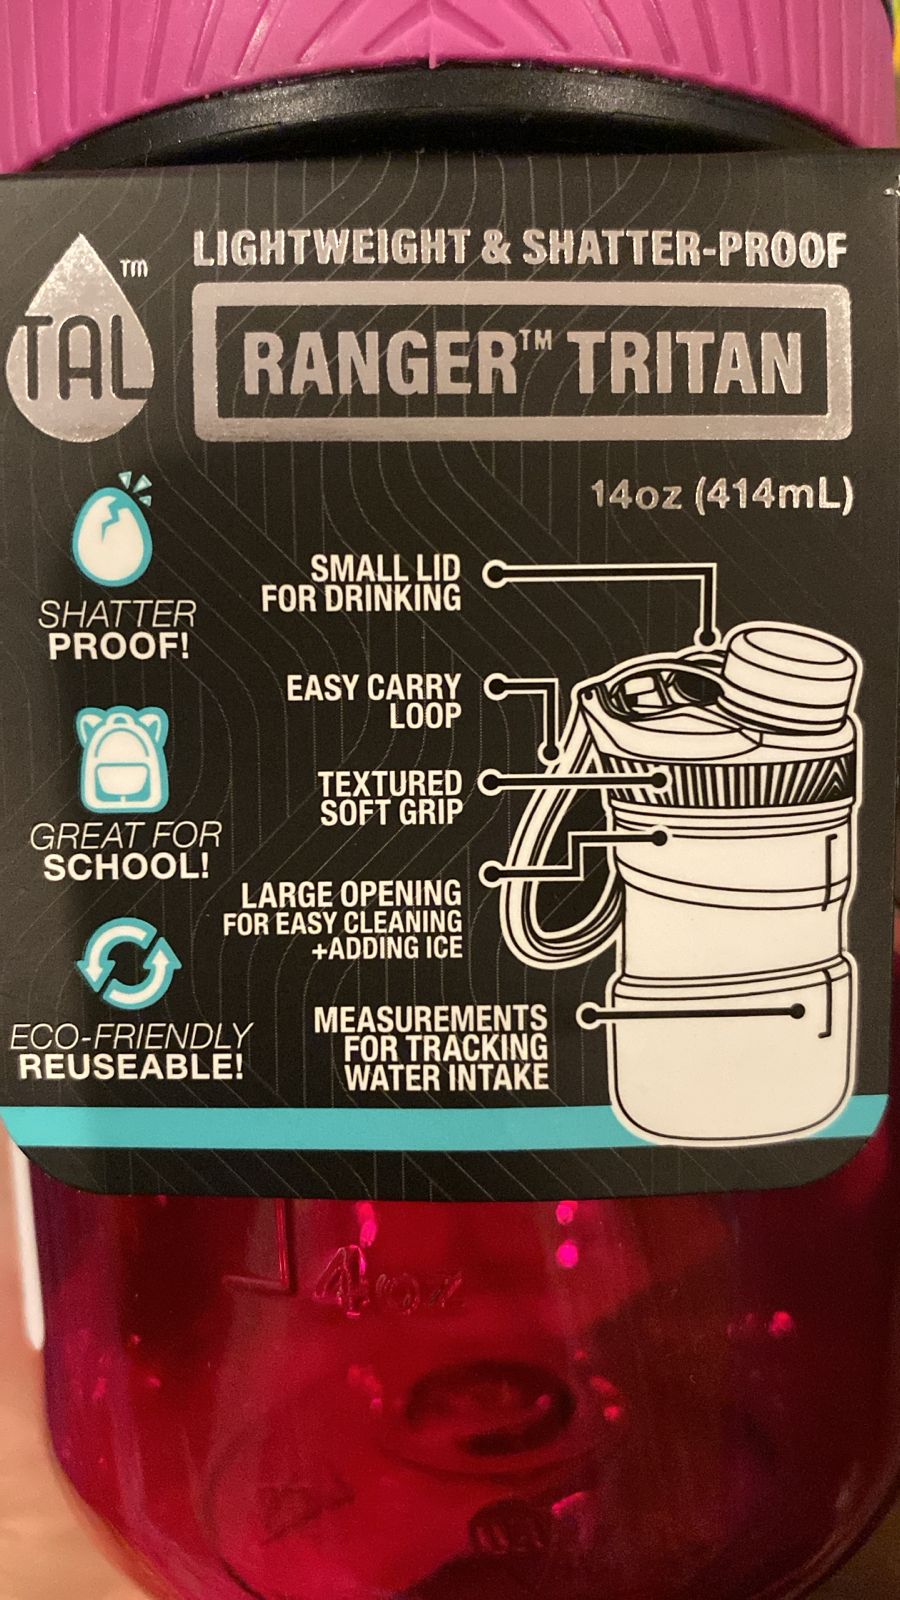 LIGHTWEIGHT & SHATTER-PROOF
TAL™
RANGER™ TRITAN
14oz (414mL)
SHATTER
PROOF!
GREAT FOR
SCHOOL!
ECO-FRIENDLY
REUSEABLE!
SMALL LID
FOR DRINKING
EASY CARRY
LOOP
TEXTURED
SOFT GRIP
LARGE OPENING
FOR EASY CLEANING
+ADDING ICE
MEASUREMENTS
FOR TRACKING
WATER INTAKE
4oz